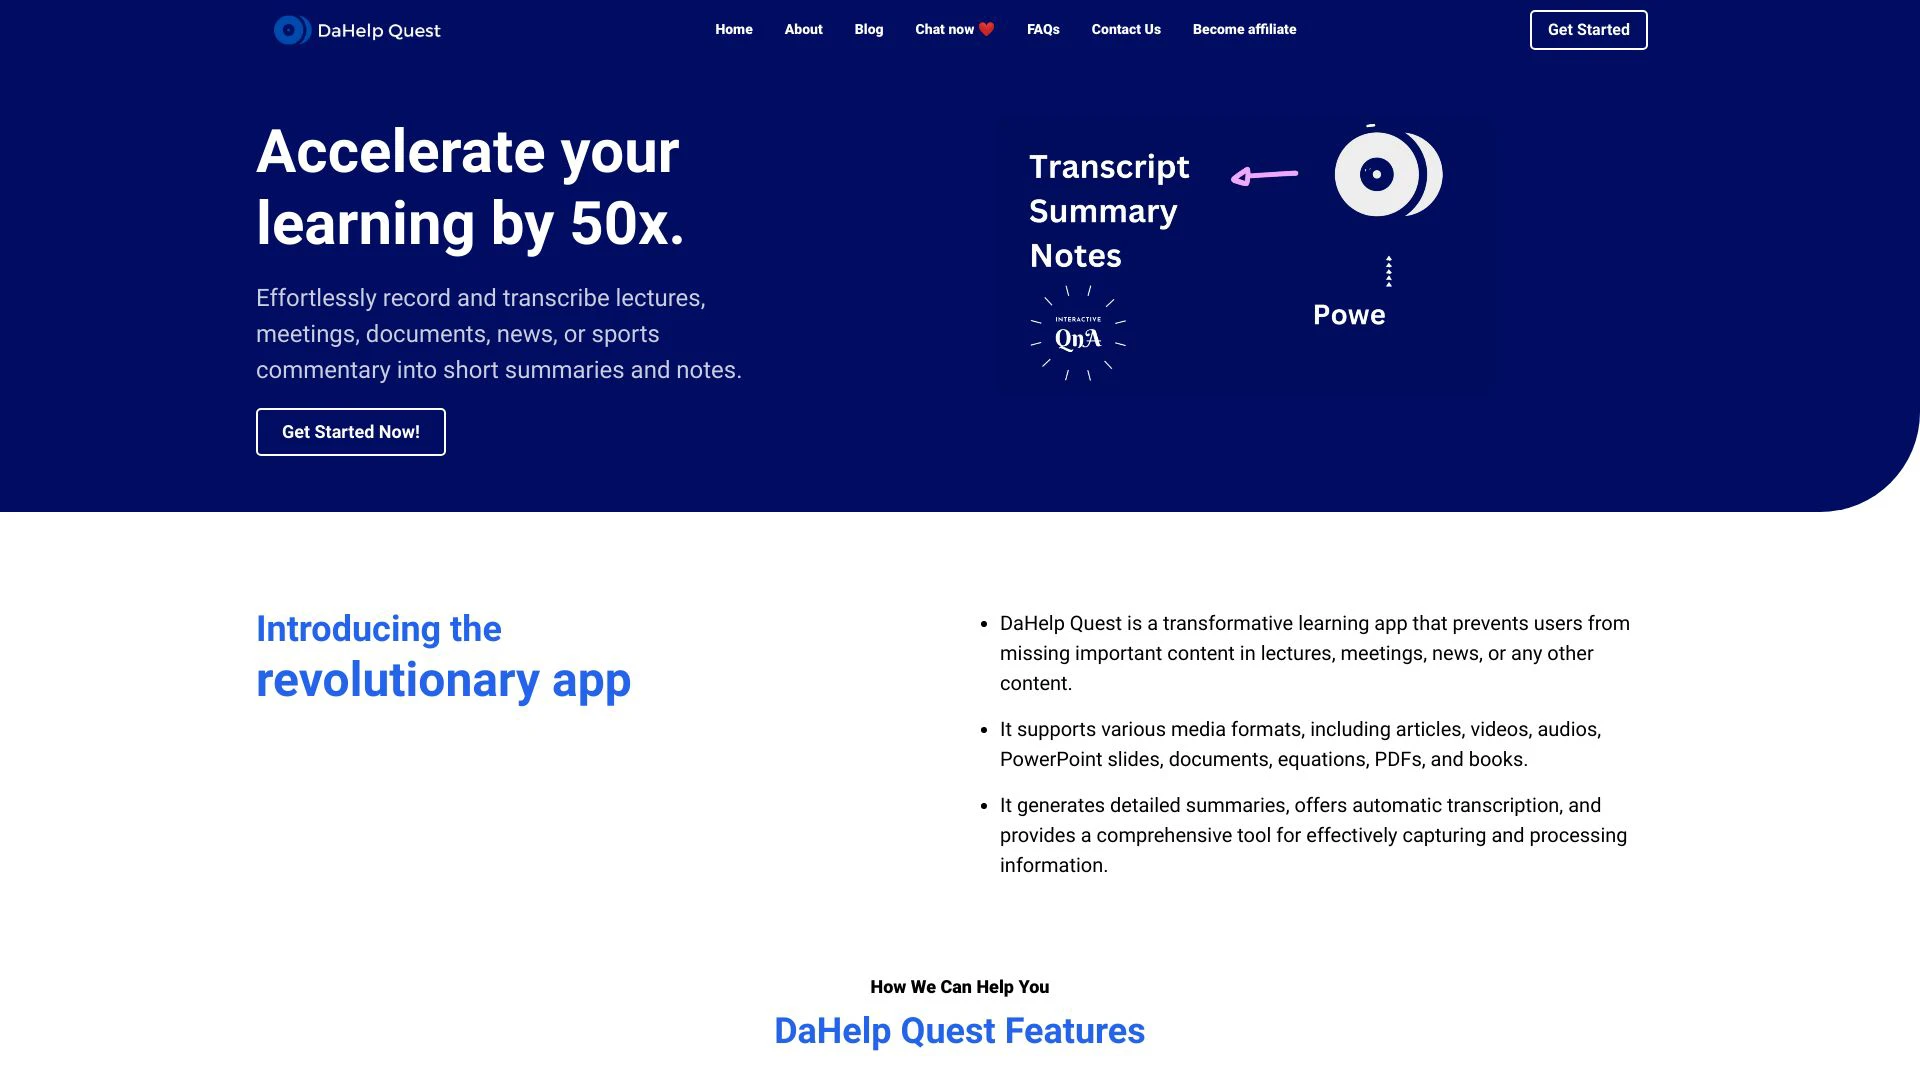 DaHelp Quest
Home About Blog Chat now ❤️ FAQs Contact Us Become affiliate
Get Started
Accelerate your
learning by 50x.
Effortlessly record and transcribe lectures,
meetings, documents, news, or sports
commentary into short summaries and notes.
Get Started Now!
Transcript
Summary
Notes
INTERACTIVE
QnA
Powe
Introducing the
revolutionary app
• DaHelp Quest is a transformative learning app that prevents users from
missing important content in lectures, meetings, news, or any other
content.
• It supports various media formats, including articles, videos, audios,
PowerPoint slides, documents, equations, PDFs, and books.
• It generates detailed summaries, offers automatic transcription, and
provides a comprehensive tool for effectively capturing and processing
information.
How We Can Help You
DaHelp Quest Features